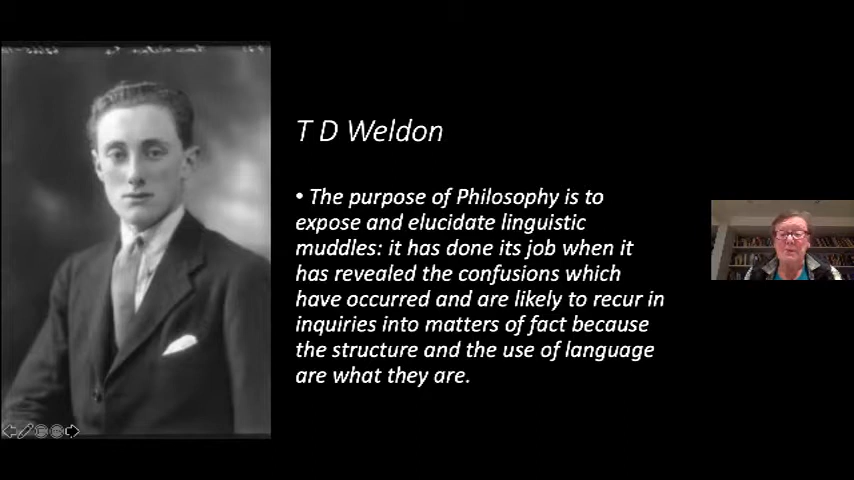 T D Weldon
• The purpose of Philosophy is to
expose and elucidate linguistic
muddles: it has done its job when it
has revealed the confusions which
have occurred and are likely to recur in
inquiries into matters of fact because
the structure and the use of language
are what they are.